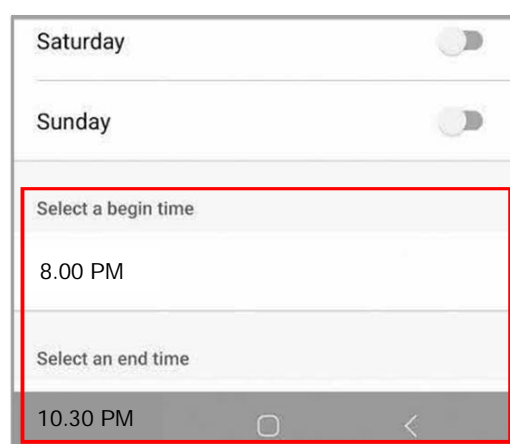 Saturday
Sunday
Select a begin time
8.00 PM
Select an end time
10.30 PM